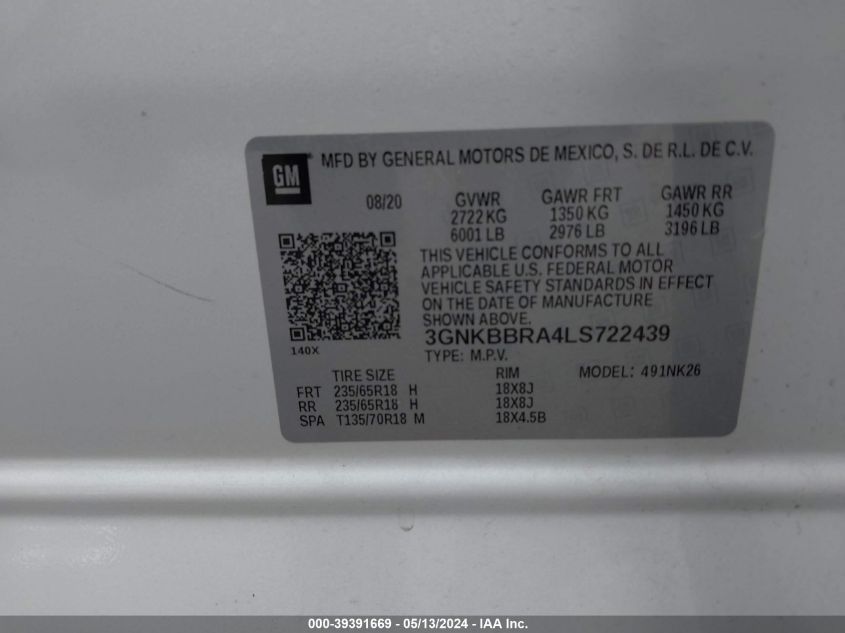 GM ® MFD BY GENERAL MOTORS DE MEXICO, S. DE R.L. DE C.V.
08/20 GVWR GAWR FRT GAWR RR
2722 KG 1350 KG 1450 KG
6001 LB 2976 LB 3196 LB
THIS VEHICLE CONFORMS TO ALL
APPLICABLE U.S. FEDERAL MOTOR
VEHICLE SAFETY STANDARDS IN EFFECT
ON THE DATE OF MANUFACTURE
SHOWN ABOVE.
3GNKBBRA4LS722439
140X
TYPE: M.P.V.
TIRE SIZE RIM MODEL: 491NK26
FRT 235/65R18 H 18X8J
RR 235/65R18 H 18X8J
SPA T135/70R18 M 18X4.5B
000-39391669 - 05/13/2024 - IAA Inc.